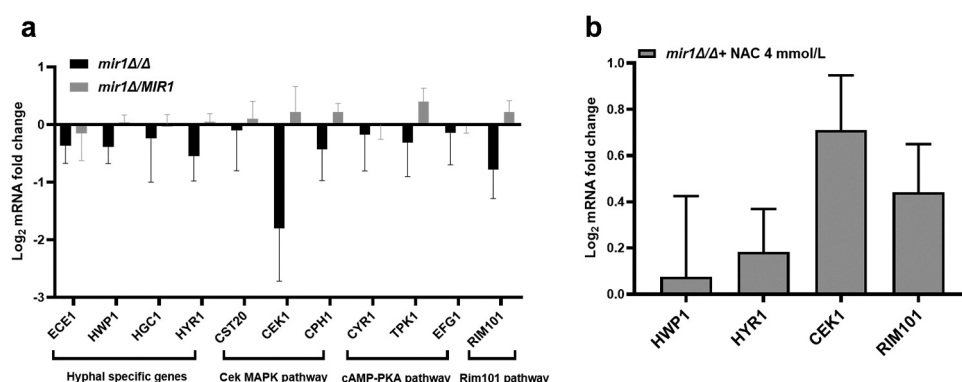 a
mir1Δ/Δ
mir1Δ/MIR1
Log2 mRNA fold change
1
0
-1
-2
-3
ECE1
HWP1
HGC1
HYR1
CST20
CEK1
CPH1
CYR1
TPK1
EFG1
RIM101
Hyphal specific genes
Cek MAPK pathway
cAMP-PKA pathway
Rim101 pathway
b
mir1Δ/Δ+ NAC 4 mmol/L
Log2 mRNA fold change
1.0
0.8
0.6
0.4
0.2
0.0
HWP1
HYR1
CEK1
RIM101